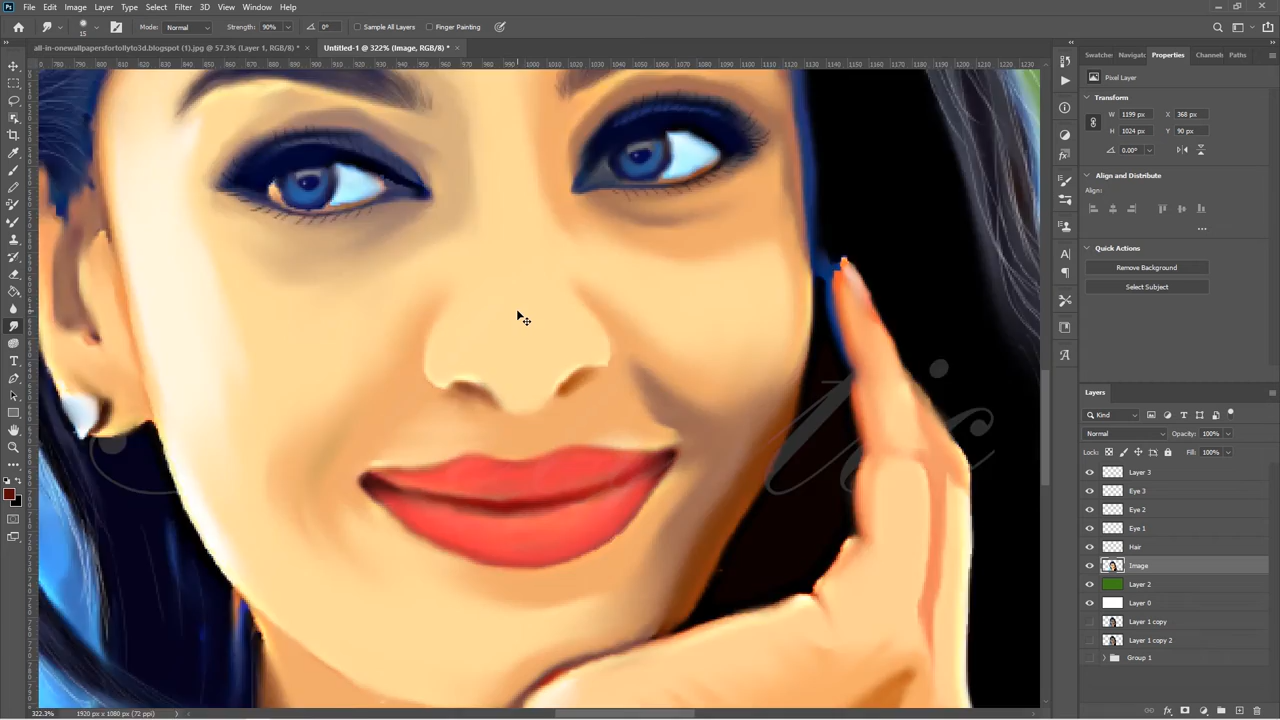 File Edit Image Layer Type Select Filter 3D View Plugins Window Help
15 Mode: Normal Strength: 90% 0° Sample All Layers Finger Painting
all-in-onewallpapersfortollyto3d.blogspot (1).jpg @ 57.3% (Layer 1, RGB/8) * × Untitled-1 @ 322% (Image, RGB/8) * ×
Swatche Navigatc Properties Channels Paths
Pixel Layer
Transform
W: 1199 px X: 368 px
H: 1024 px Y: 90 px
0.00°
Align and Distribute
Align:
Quick Actions
Remove Background
Select Subject
Layers
Kind
Normal Opacity: 100%
Lock: Fill: 100%
Layer 3
Eye 3
Eye 2
Eye 1
Hair
Image
Layer 2
Layer 0
Layer 1 copy
Layer 1 copy 2
Group 1
322.3% 1920 px x 1080 px (72 ppi)